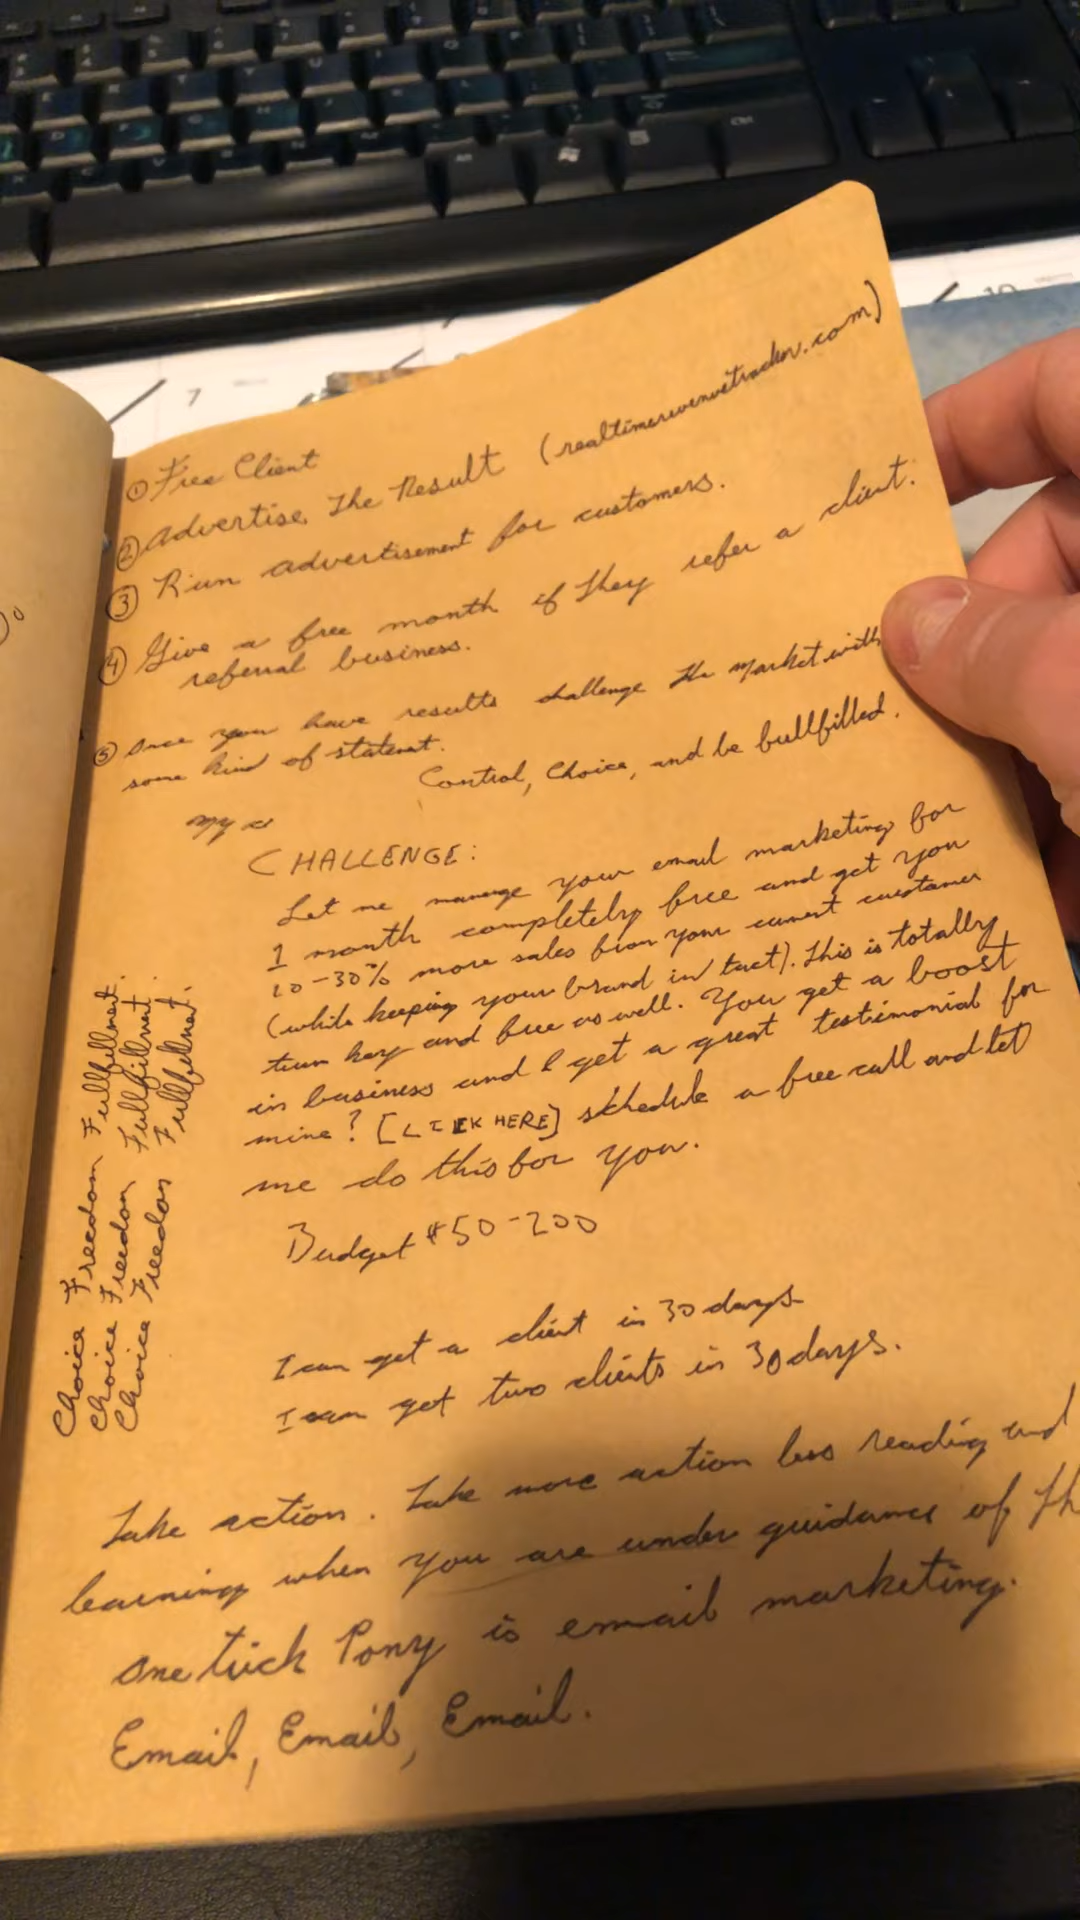 ① Free Client
② Advertise The Result (realtimerevenuetracker.com)
③ Run advertisement for customers.
④ Give a free month if they refer a client.
referral business.
⑤ Once you have results challenge the market with
some kind of statemt.
Control, Choice, and be fullfilled.
My
CHALLENGE:
Let me manage your email marketing for
1 month completely free and get you
20-30% more sales from your current customer
(while keeping your brand in tact). This is totally
turn key and free as well. You get a boost
in business and I get a great testimonial for
mine? [CLICK HERE] schedule a free call and let
me do this for you.
Budget $50-200
I can get a client in 30 days
I can get two clients in 30 days.
Take action. Take more action less reading and
learning when you are under guidance of
One trick Pony is email marketing.
Email, Email, Email.
Choice Freedom Fullfillment.
Choice Freedom Fullfillment.
Choice Freedom Fullfillment.
7
10